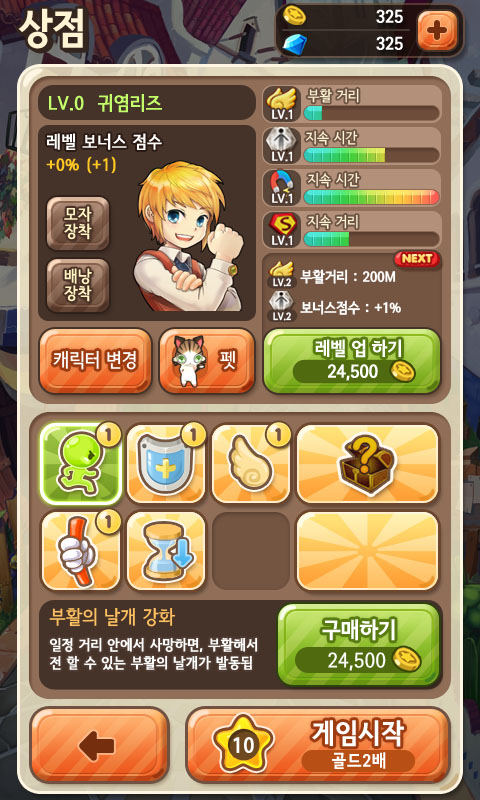 상점
325
325
LV.0 귀염리즈
레벨 보너스 점수
+0% (+1)
모자
장착
배낭
장착
부활 거리
LV.1
지속 시간
LV.1
지속 시간
LV.1
지속 거리
S
LV.1
NEXT
LV.2 부활거리 : 200M
LV.2 보너스점수 : +1%
캐릭터 변경
펫
레벨 업 하기
24,500
1
1
1
?
1
부활의 날개 강화
일정 거리 안에서 사망하면, 부활해서
전 할 수 있는 부활의 날개가 발동됩
구매하기
24,500
10
게임시작
골드2배